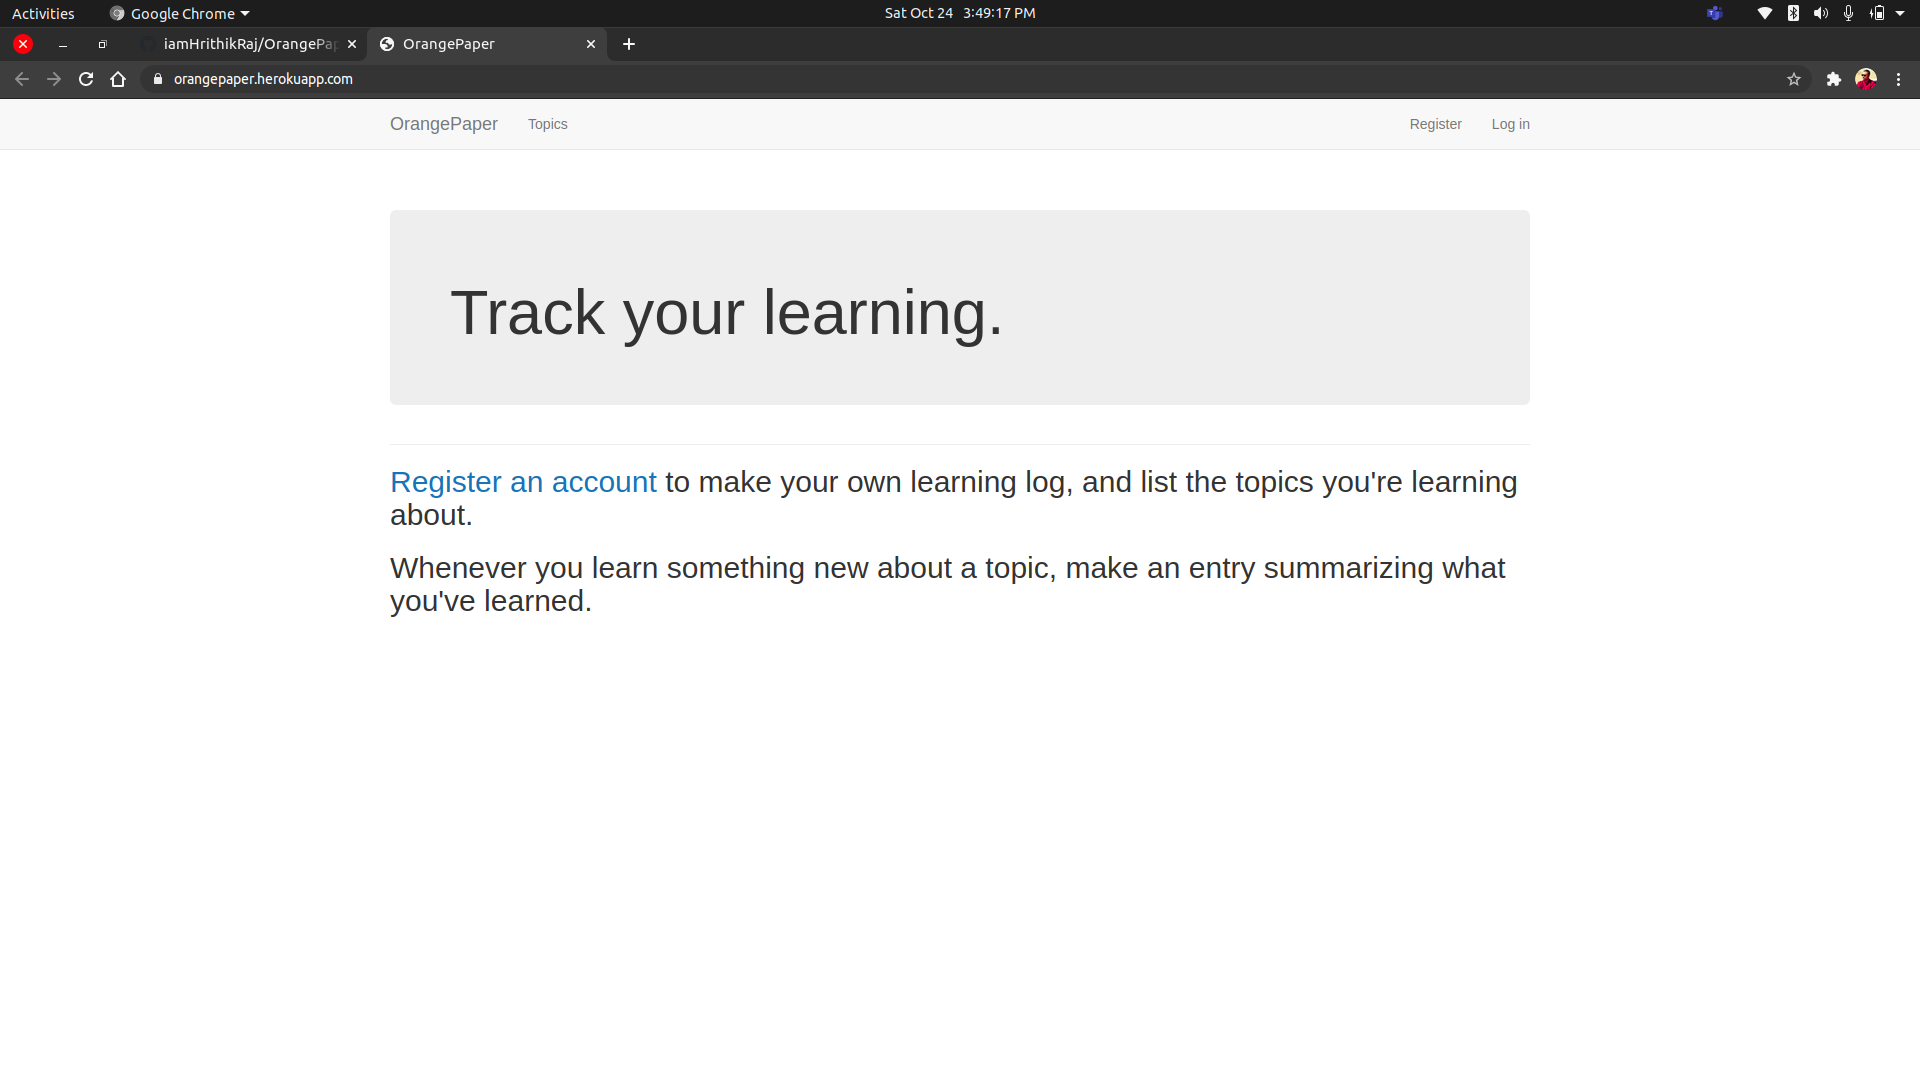 Activities Google Chrome Sat Oct 24 3:49:17 PM
iamHrithikRaj/OrangePap OrangePaper
orangepaper.herokuapp.com
OrangePaper Topics Register Log in
Track your learning.
Register an account to make your own learning log, and list the topics you're learning
about.
Whenever you learn something new about a topic, make an entry summarizing what
you've learned.